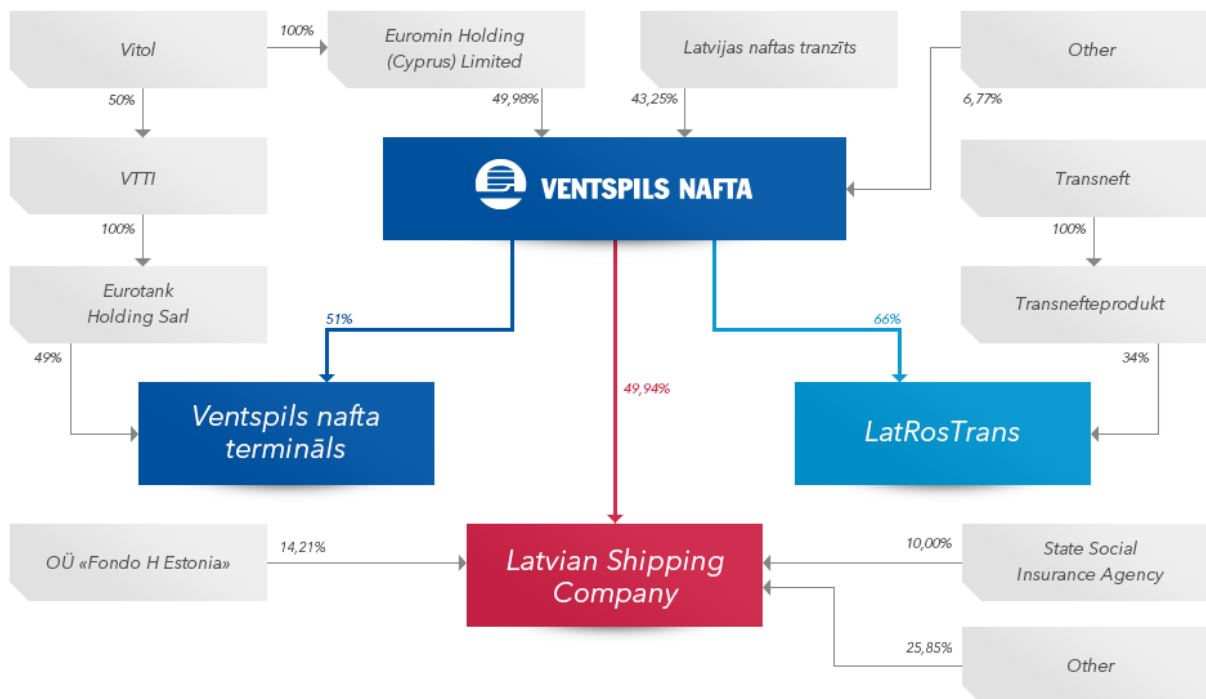 Vitol
100%
Euromin Holding
(Cyprus) Limited
Latvijas naftas tranzīts
Other
50%
49,98%
43,25%
6,77%
VTTI
VENTSPILS NAFTA
Transneft
100%
100%
Eurotank
Holding Sarl
Transnefteprodukt
51%
66%
49%
34%
49,94%
Ventspils nafta
termināls
LatRosTrans
OÜ «Fondo H Estonia»
14,21%
Latvian Shipping
Company
10,00%
State Social
Insurance Agency
25,85%
Other